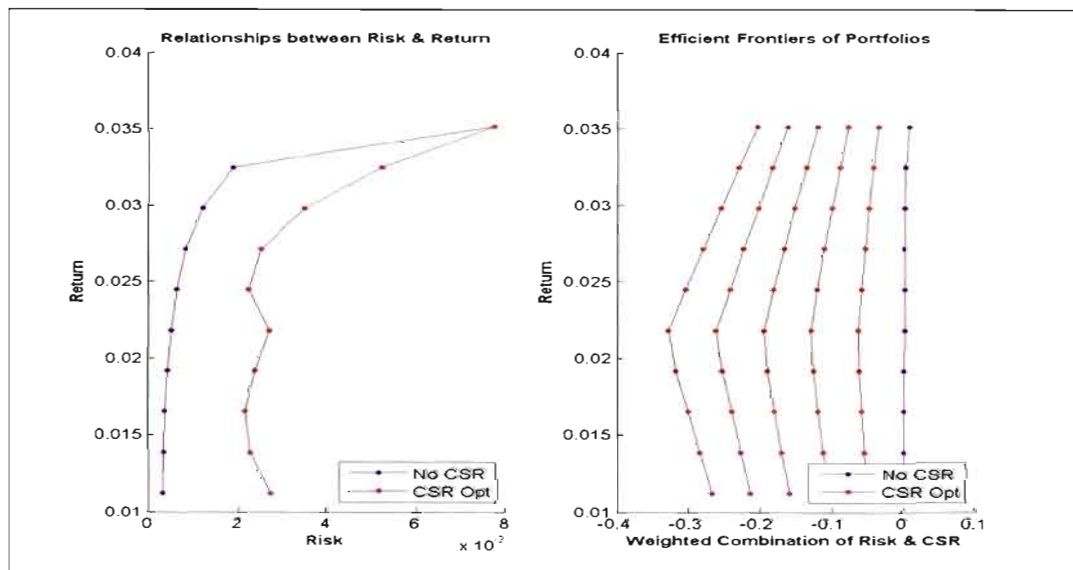 Relationships between Risk & Return
0.04
0.035
0.03
0.025
0.02
0.015
0.01
Return
0
2
4
6
8
Risk
No CSR
CSR Opt
Efficient Frontiers of Portfolios
0.04
0.035
0.03
0.025
0.02
0.015
0.01
Return
-0.4
-0.3
-0.2
-0.1
0
0.1
Weighted Combination of Risk & CSR
No CSR
CSR Opt